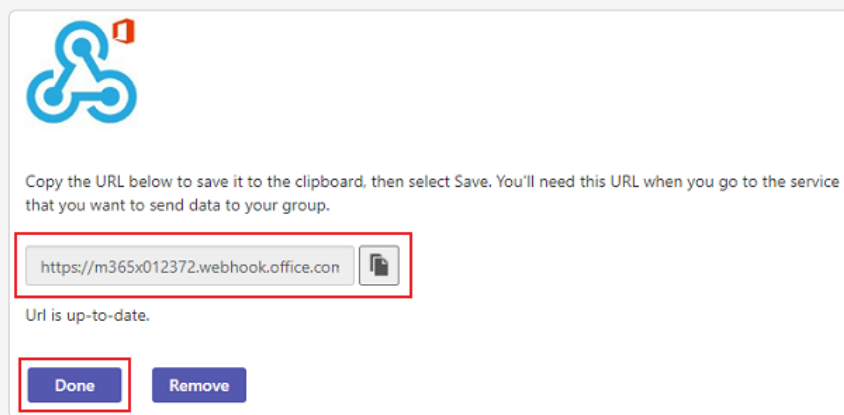 Copy the URL below to save it to the clipboard, then select Save. You'll need this URL when you go to the service
that you want to send data to your group.
https://m365x012372.webhook.office.con
Url is up-to-date.
Done
Remove